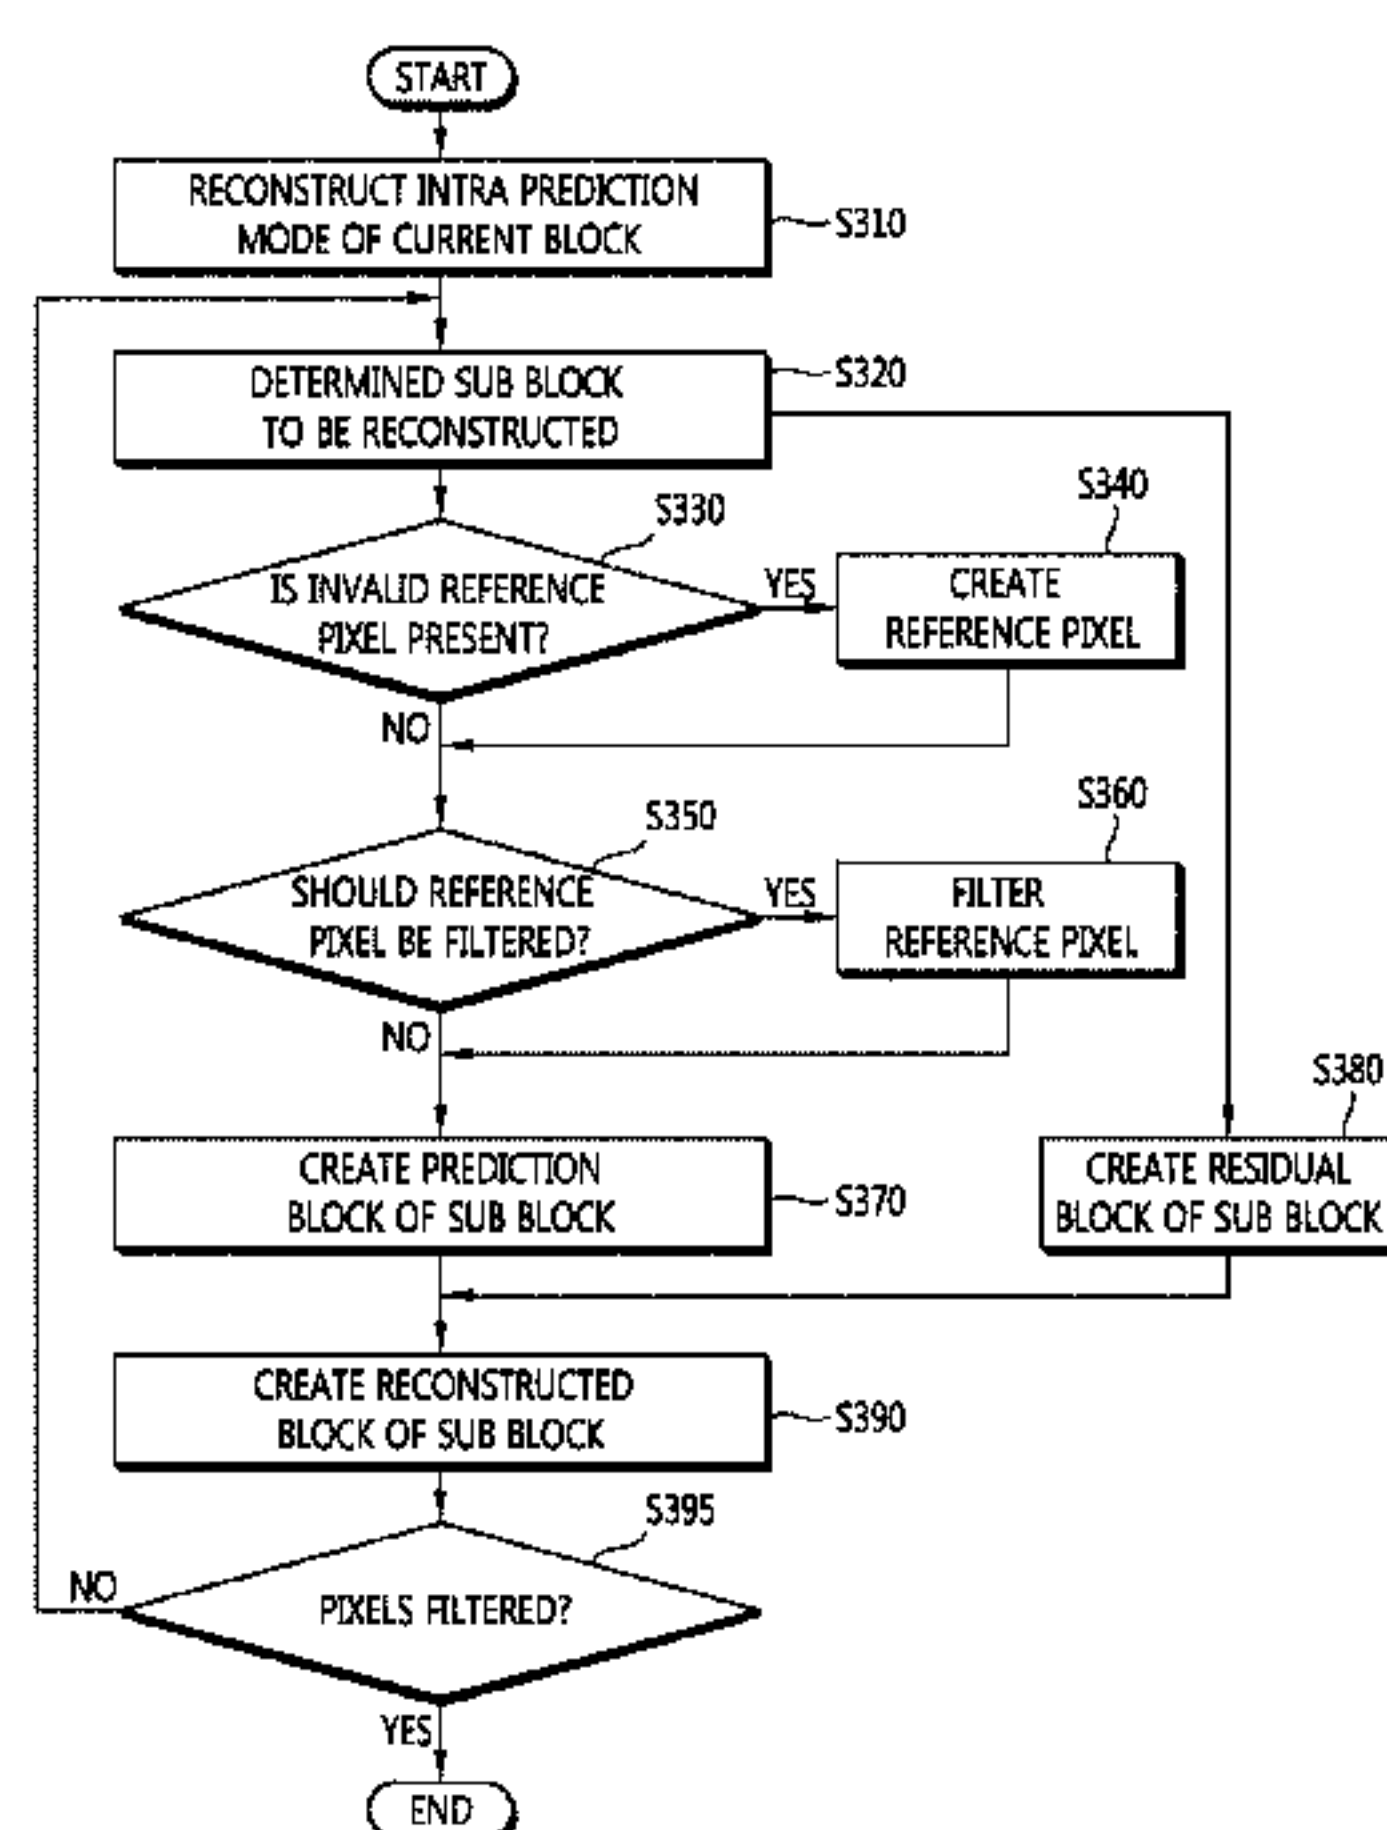 START
RECONSTRUCT INTRA PREDICTION
MODE OF CURRENT BLOCK
S310
DETERMINED SUB BLOCK
TO BE RECONSTRUCTED
S320
S330
IS INVALID REFERENCE
PIXEL PRESENT?
YES
NO
S340
CREATE
REFERENCE PIXEL
S350
SHOULD REFERENCE
PIXEL BE FILTERED?
YES
NO
S360
FILTER
REFERENCE PIXEL
CREATE PREDICTION
BLOCK OF SUB BLOCK
S370
S380
CREATE RESIDUAL
BLOCK OF SUB BLOCK
CREATE RECONSTRUCTED
BLOCK OF SUB BLOCK
S390
S395
PIXELS FILTERED?
NO
YES
END